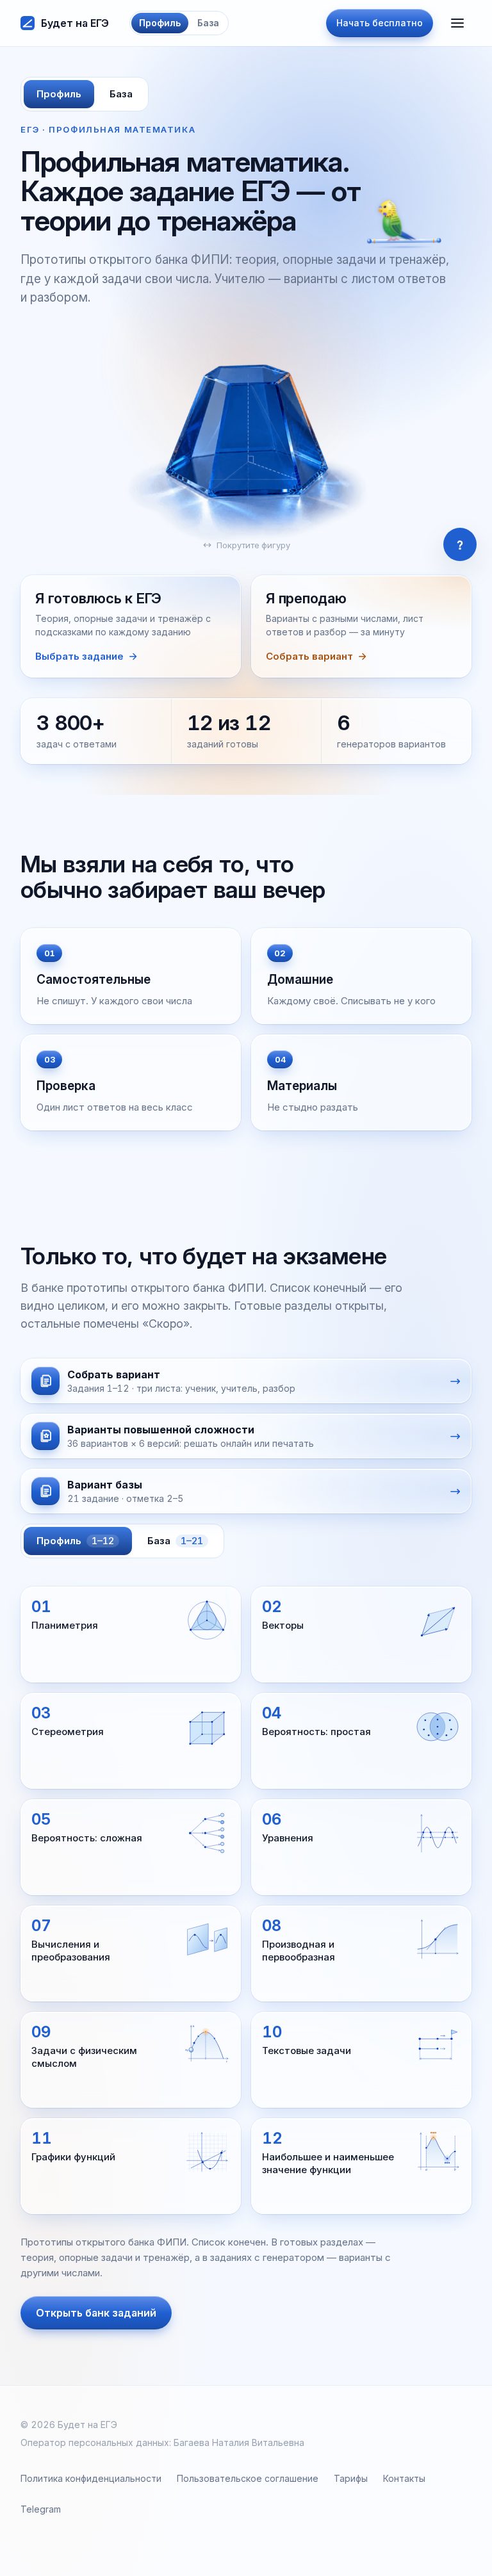 Будет на ЕГЭ
Профиль База
Начать бесплатно
Профиль База
ЕГЭ · ПРОФИЛЬНАЯ МАТЕМАТИКА
Профильная математика.
Каждое задание ЕГЭ — от
теории до тренажёра
Прототипы открытого банка ФИПИ: теория, опорные задачи и тренажёр,
где у каждой задачи свои числа. Учителю — варианты с листом ответов
и разбором.
↔ Покрутите фигуру
?
Я готовлюсь к ЕГЭ
Теория, опорные задачи и тренажёр с
подсказками по каждому заданию
Выбрать задание →
Я преподаю
Варианты с разными числами, лист
ответов и разбор — за минуту
Собрать вариант →
3 800+
задач с ответами
12 из 12
заданий готовы
6
генераторов вариантов
Мы взяли на себя то, что
обычно забирает ваш вечер
01
Самостоятельные
Не спишут. У каждого свои числа
02
Домашние
Каждому своё. Списывать не у кого
03
Проверка
Один лист ответов на весь класс
04
Материалы
Не стыдно раздать
Только то, что будет на экзамене
В банке прототипы открытого банка ФИПИ. Список конечный — его
видно целиком, и его можно закрыть. Готовые разделы открыты,
остальные помечены «Скоро».
Собрать вариант
Задания 1–12 · три листа: ученик, учитель, разбор
→
Варианты повышенной сложности
36 вариантов × 6 версий: решать онлайн или печатать
→
Вариант базы
21 задание · отметка 2–5
→
Профиль 1–12 База 1–21
01
Планиметрия
02
Векторы
03
Стереометрия
04
Вероятность: простая
05
Вероятность: сложная
06
Уравнения
07
Вычисления и
преобразования
08
Производная и
первообразная
09
Задачи с физическим
смыслом
10
Текстовые задачи
11
Графики функций
12
Наибольшее и наименьшее
значение функции
Прототипы открытого банка ФИПИ. Список конечен. В готовых разделах —
теория, опорные задачи и тренажёр, а в заданиях с генератором — варианты с
другими числами.
Открыть банк заданий
© 2026 Будет на ЕГЭ
Оператор персональных данных: Багаева Наталия Витальевна
Политика конфиденциальности Пользовательское соглашение Тарифы Контакты
Telegram